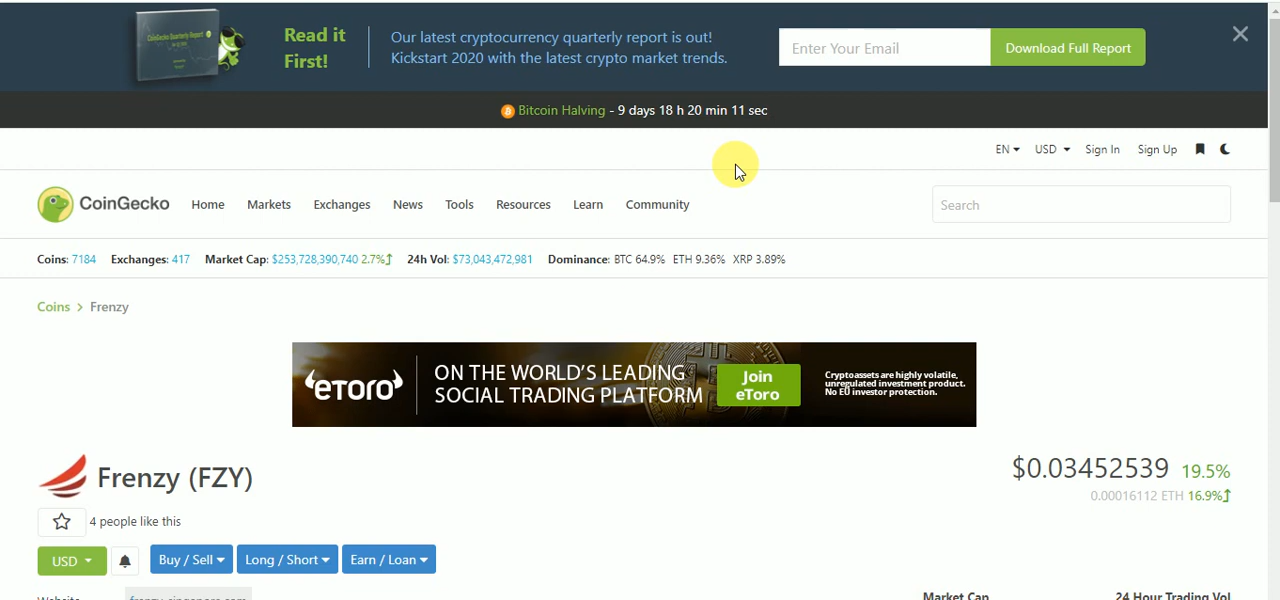 CoinGecko Quarterly Report
Read it
First!
Our latest cryptocurrency quarterly report is out!
Kickstart 2020 with the latest crypto market trends.
Enter Your Email
Download Full Report
Bitcoin Halving - 9 days 18 h 20 min 11 sec
EN USD Sign In Sign Up
CoinGecko Home Markets Exchanges News Tools Resources Learn Community Search
Coins: 7184 Exchanges: 417 Market Cap: $253,728,390,740 2.7% 24h Vol: $73,043,472,981 Dominance: BTC 64.9% ETH 9.36% XRP 3.89%
Coins > Frenzy
eToro
ON THE WORLD'S LEADING
SOCIAL TRADING PLATFORM
Join
eToro
Cryptoassets are highly volatile,
unregulated investment product.
No EU investor protection.
Frenzy (FZY)
$0.03452539 19.5%
0.00016112 ETH 16.9%
4 people like this
USD Buy / Sell Long / Short Earn / Loan
Website
Market Cap 24 Hour Trading Vol